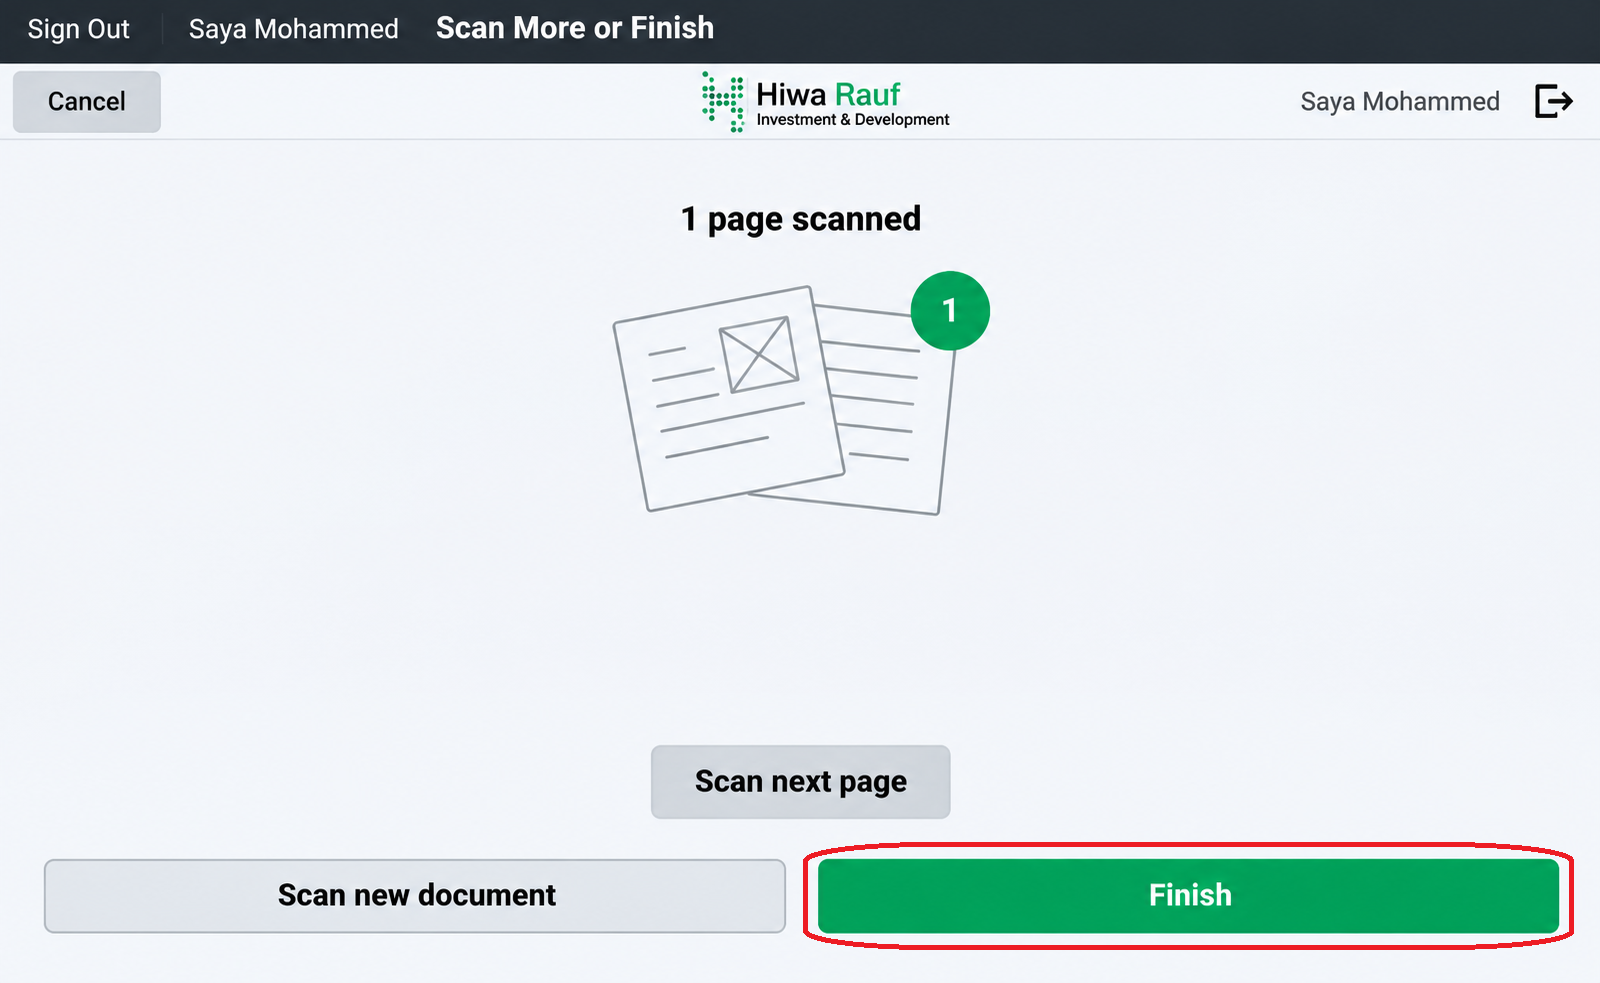 Sign Out Saya Mohammed Scan More or Finish
Cancel
Hiwa Rauf
Investment & Development
Saya Mohammed
1 page scanned
1
Scan next page
Scan new document
Finish